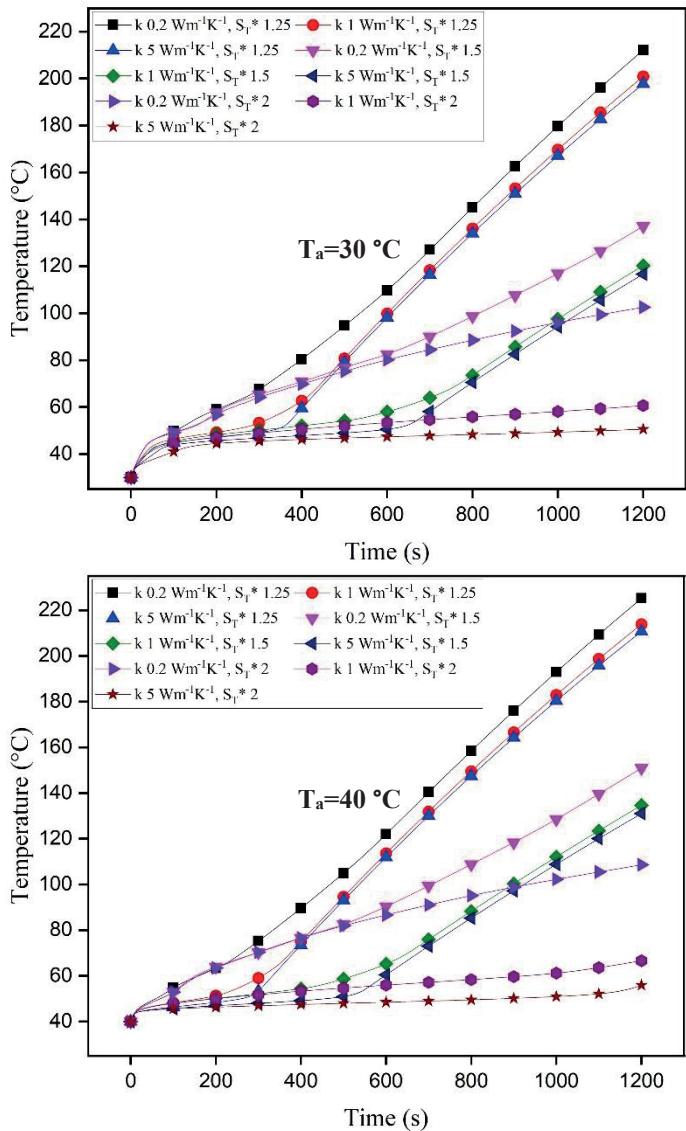 k 0.2 Wm⁻¹K⁻¹, S_T* 1.25 k 1 Wm⁻¹K⁻¹, S_T* 1.25
k 5 Wm⁻¹K⁻¹, S_T* 1.25 k 0.2 Wm⁻¹K⁻¹, S_T* 1.5
k 1 Wm⁻¹K⁻¹, S_T* 1.5 k 5 Wm⁻¹K⁻¹, S_T* 1.5
k 0.2 Wm⁻¹K⁻¹, S_T* 2 k 1 Wm⁻¹K⁻¹, S_T* 2
k 5 Wm⁻¹K⁻¹, S_T* 2
220
200
180
160
140
120
100
80
60
40
Temperature (°C)
Tₐ=30 °C
0 200 400 600 800 1000 1200
Time (s)
k 0.2 Wm⁻¹K⁻¹, S_T* 1.25 k 1 Wm⁻¹K⁻¹, S_T* 1.25
k 5 Wm⁻¹K⁻¹, S_T* 1.25 k 0.2 Wm⁻¹K⁻¹, S_T* 1.5
k 1 Wm⁻¹K⁻¹, S_T* 1.5 k 5 Wm⁻¹K⁻¹, S_T* 1.5
k 0.2 Wm⁻¹K⁻¹, S_T* 2 k 1 Wm⁻¹K⁻¹, S_T* 2
k 5 Wm⁻¹K⁻¹, S_T* 2
220
200
180
160
140
120
100
80
60
40
Temperature (°C)
Tₐ=40 °C
0 200 400 600 800 1000 1200
Time (s)